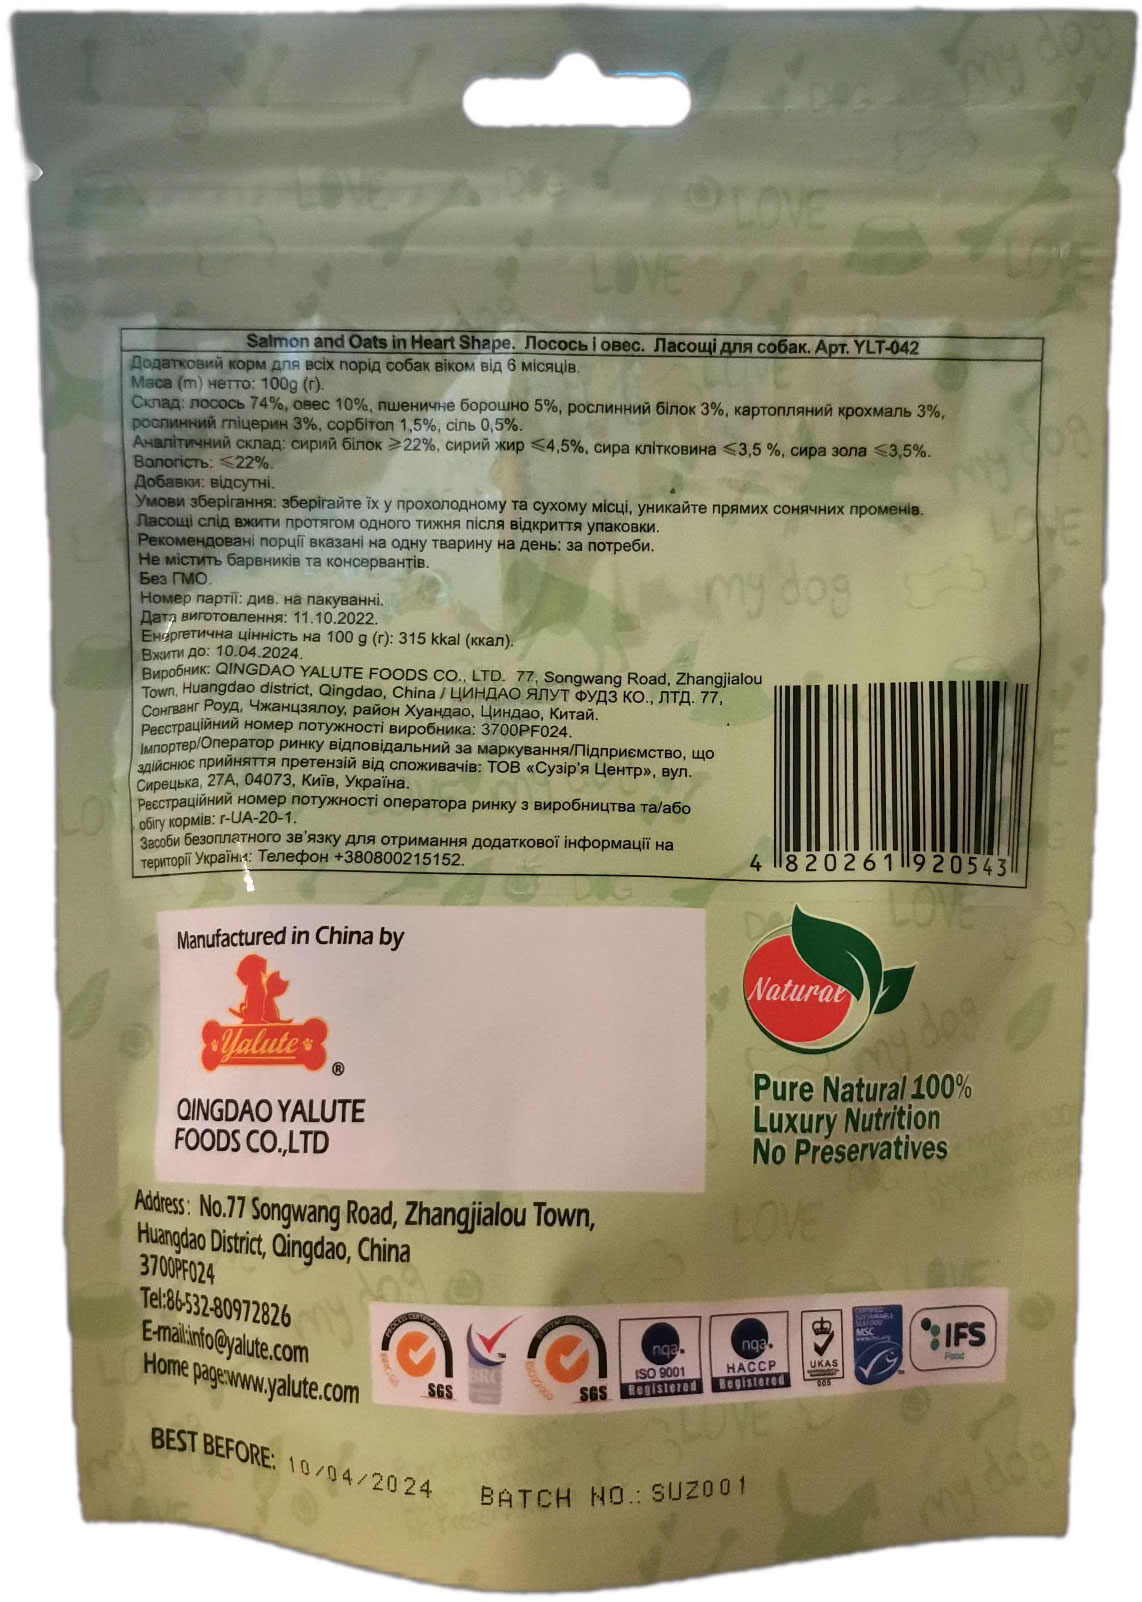 Salmon and Oats in Heart Shape. Лосось і овес. Ласощі для собак. Арт. YLT-042
Додатковий корм для всіх порід собак віком від 6 місяців.
Маса (m) нетто: 100g (г).
Склад: лосось 74%, овес 10%, пшеничне борошно 5%, рослинний білок 3%, картопляний крохмаль 3%,
рослинний гліцерин 3%, сорбітол 1,5%, сіль 0,5%.
Аналітичний склад: сирий білок ≥22%, сирий жир ≤4,5%, сира клітковина ≤3,5 %, сира зола ≤3,5%.
Вологість: ≤22%.
Добавки: відсутні.
Умови зберігання: зберігайте їх у прохолодному та сухому місці, уникайте прямих сонячних променів.
Ласощі слід вжити протягом одного тижня після відкриття упаковки.
Рекомендовані порції вказані на одну тварину на день: за потреби.
Не містить барвників та консервантів.
Без ГМО.
Номер партії: див. на пакуванні.
Дата виготовлення: 11.10.2022.
Енергетична цінність на 100 g (г): 315 kkal (ккал).
Вжити до: 10.04.2024.
Виробник: QINGDAO YALUTE FOODS CO., LTD. 77, Songwang Road, Zhangjialou
Town, Huangdao district, Qingdao, China / ЦИНДАО ЯЛУТ ФУДЗ КО., ЛТД. 77,
Сонгванг Роуд, Чжанцзялоу, район Хуандао, Циндао, Китай.
Реєстраційний номер потужності виробника: 3700PF024.
Імпортер/Оператор ринку відповідальний за маркування/Підприємство, що
здійснює прийняття претензій від споживачів: ТОВ «Сузір'я Центр», вул.
Сирецька, 27А, 04073, Київ, Україна.
Реєстраційний номер потужності оператора ринку з виробництва та/або
обігу кормів: r-UA-20-1.
Засоби безоплатного зв'язку для отримання додаткової інформації на
території України: Телефон +380800215152.
4 820261 920543
Manufactured in China by
Yalute ®
QINGDAO YALUTE
FOODS CO.,LTD
Natural
Pure Natural 100%
Luxury Nutrition
No Preservatives
Address: No.77 Songwang Road, Zhangjialou Town,
Huangdao District, Qingdao, China
3700PF024
Tel:86-532-80972826
E-mail:info@yalute.com
Home page:www.yalute.com
SGS
BRC
SGS
nqa.
ISO 9001
Registered
nqa.
HACCP
Registered
UKAS
005
CERTIFIED
SUSTAINABLE
SEAFOOD
MSC
IFS
Food
BEST BEFORE: 10/04/2024
BATCH NO.: SUZ001